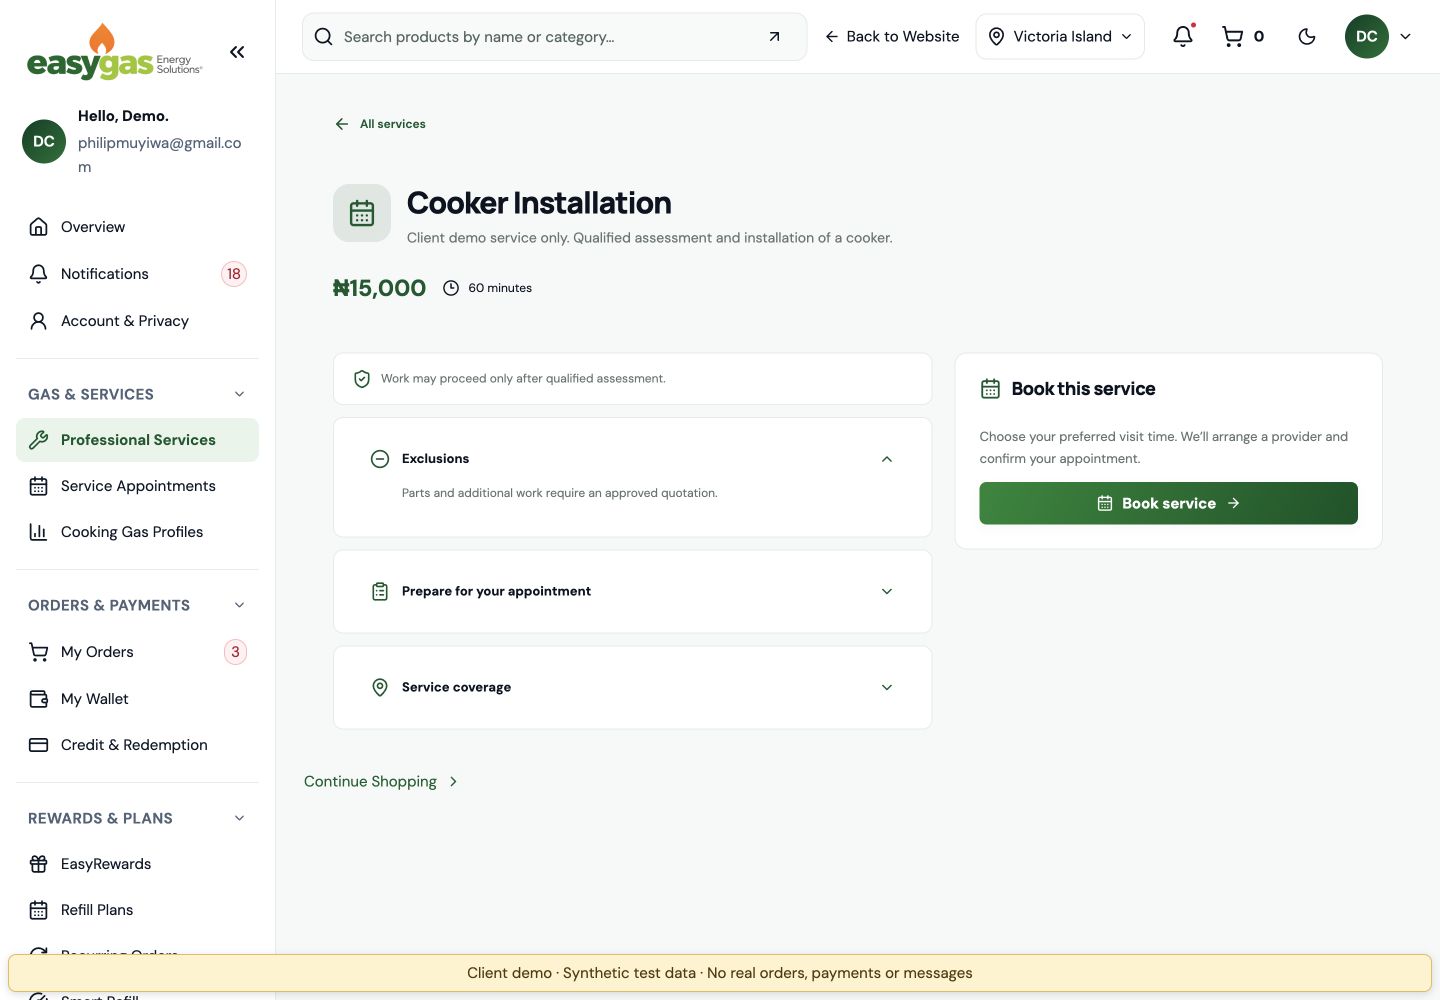 easygas Energy Solutions
Hello, Demo.
DC
philipmuyiwa@gmail.co
m
Overview
Notifications 18
Account & Privacy
GAS & SERVICES
Professional Services
Service Appointments
Cooking Gas Profiles
ORDERS & PAYMENTS
My Orders 3
My Wallet
Credit & Redemption
REWARDS & PLANS
EasyRewards
Refill Plans
Recurring Orders
Smart Refill
Search products by name or category...
Back to Website
Victoria Island
0
DC
All services
Cooker Installation
Client demo service only. Qualified assessment and installation of a cooker.
₦15,000 60 minutes
Work may proceed only after qualified assessment.
Exclusions
Parts and additional work require an approved quotation.
Prepare for your appointment
Service coverage
Book this service
Choose your preferred visit time. We’ll arrange a provider and
confirm your appointment.
Book service
Continue Shopping
Client demo · Synthetic test data · No real orders, payments or messages